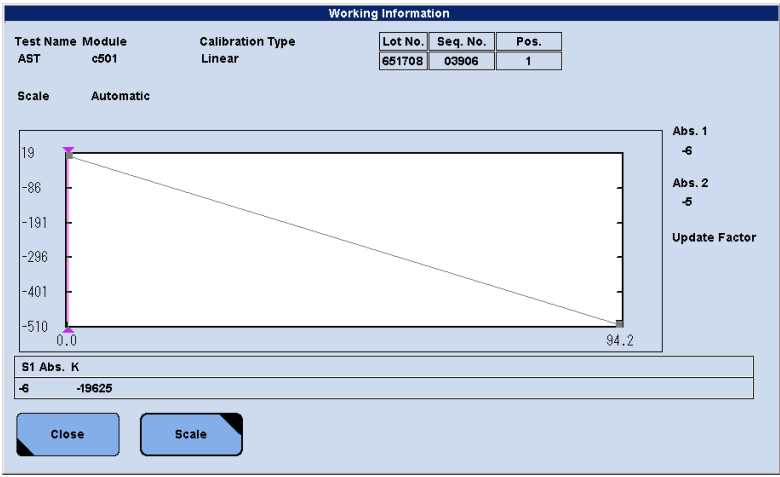 Working Information
Test Name Module Calibration Type Lot No. Seq. No. Pos.
AST c501 Linear 651708 03906 1
Scale Automatic
Abs. 1
-6
Abs. 2
-5
Update Factor
19
-86
-191
-296
-401
-510
0.0 94.2
S1 Abs. K
-6 -19625
Close Scale